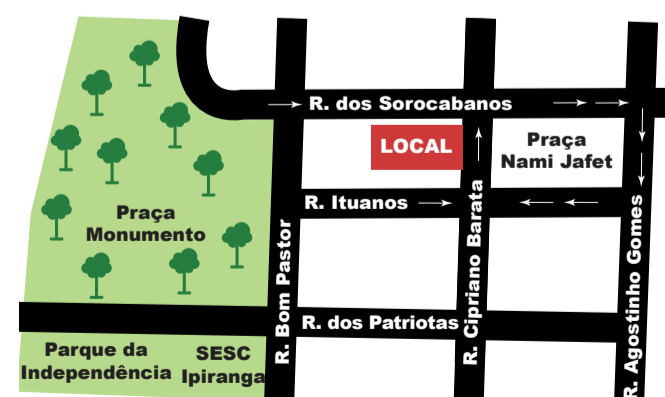 R. dos Sorocabanos
LOCAL
Praça
Nami Jafet
R. Ituanos
Praça
Monumento
R. Bom Pastor
R. Cipriano Barata
R. Agostinho Gomes
R. dos Patriotas
Parque da
Independência
SESC
Ipiranga